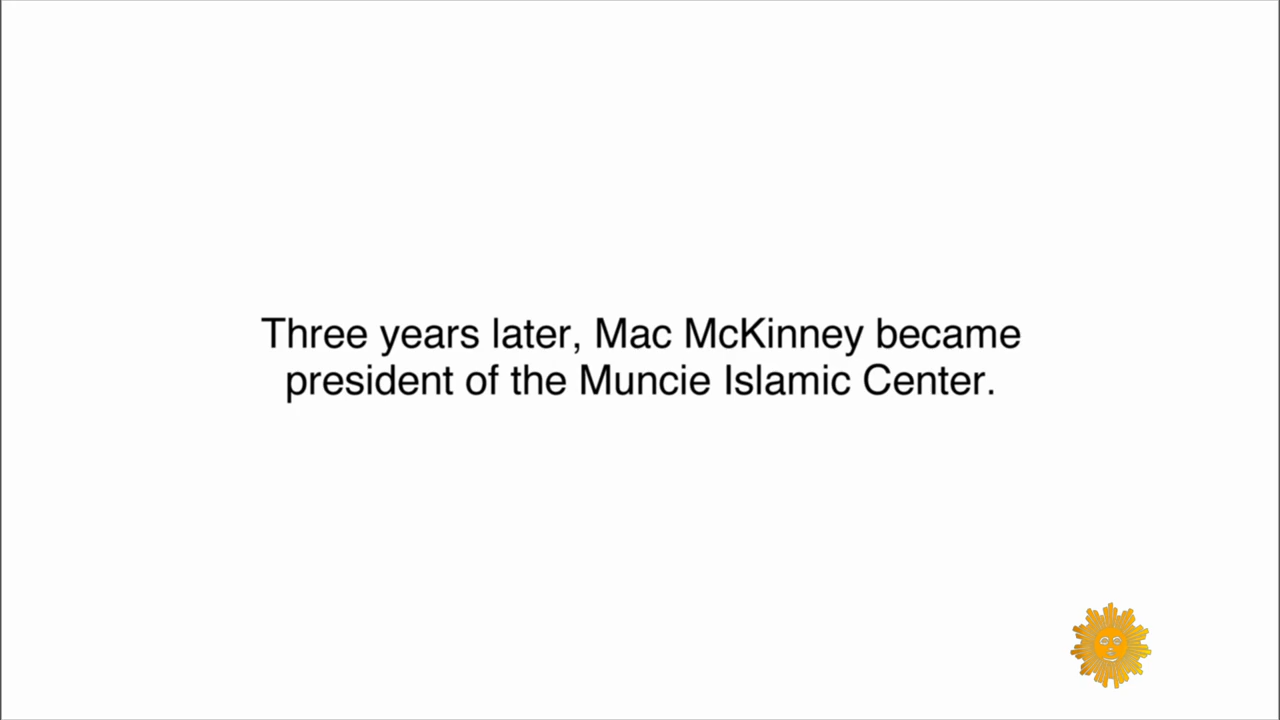 Three years later, Mac McKinney became
president of the Muncie Islamic Center.